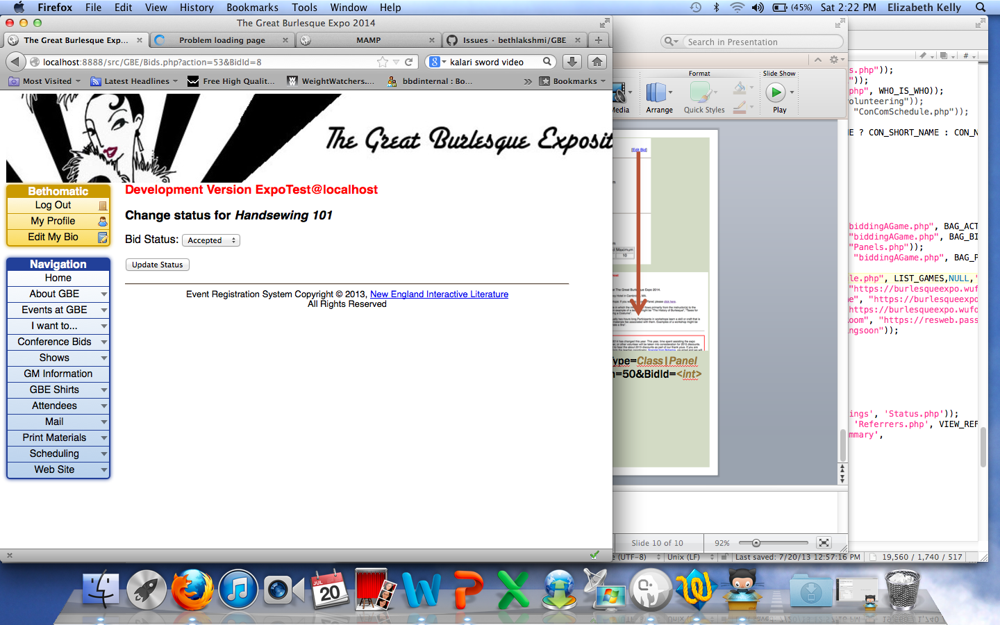 Firefox File Edit View History Bookmarks Tools Window Help (45%) Sat 2:22 PM Elizabeth Kelly
The Great Burlesque Expo 2014
The Great Burlesque Exp... Problem loading page MAMP Issues · bethlakshmi/GBE
localhost:8888/src/GBE/Bids.php?action=53&BidId=8 kalari sword video
Most Visited Latest Headlines Free High Qualit... WeightWatchers.... bbdinternal : Bo... » Bookmarks
The Great Burlesque Exposit
Development Version ExpoTest@localhost
Change status for Handsewing 101
Bid Status: Accepted
Update Status
Event Registration System Copyright © 2013, New England Interactive Literature
All Rights Reserved
Bethomatic
Log Out
My Profile
Edit My Bio
Navigation
Home
About GBE
Events at GBE
I want to...
Conference Bids
Shows
GM Information
GBE Shirts
Attendees
Mail
Print Materials
Scheduling
Web Site
Search in Presentation
Format Slide Show
edia Arrange Quick Styles Play
[Edit Bid]
Maximum
10
ype=Class|Panel
n=50&BidId=<int>
Slide 10 of 10 92%
s.php"));
"));
php", WHO_IS_WHO));
olunteering"));
"ConComSchedule.php"));
ME ? CON_SHORT_NAME : CON_N
biddingAGame.php", BAG_ACT
"biddingAGame.php", BAG_BI
"Panels.php"));
"biddingAGame.php", BAG_P
le.php", LIST_GAMES,NULL,"
"https://burlesqueexpo.wuf
e", "https://burlesqueexpo
https://burlesqueexpo.wufo
oom", "https://resweb.pass
ngsoon"));
ings', 'Status.php'));
'Referrers.php', VIEW_REF
mmary',
(UTF-8) Unix (LF) Last saved: 7/20/13 12:57:16 PM 19,560 / 1,740 / 517
JUL
20